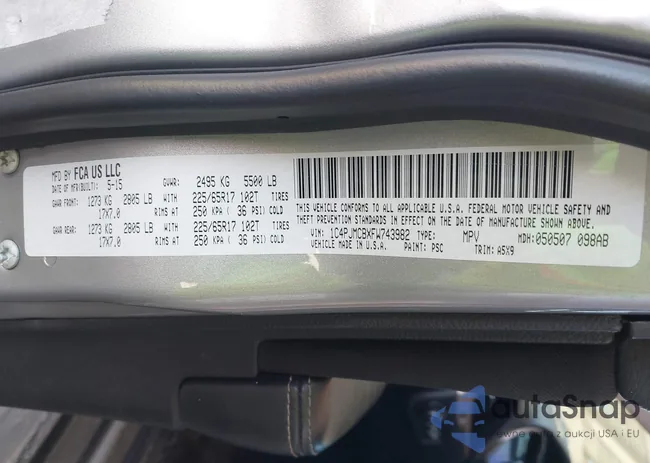 MFD BY FCA US LLC
DATE OF MFR(BUILT): 5-15 GVWR: 2495 KG 5500 LB
GAWR FRONT: 1273 KG 2805 LB WITH 225/65R17 102T TIRES
17X7.0 RIMS AT 250 KPA ( 36 PSI) COLD
GAWR REAR: 1273 KG 2805 LB WITH 225/65R17 102T TIRES
17X7.0 RIMS AT 250 KPA ( 36 PSI) COLD
THIS VEHICLE CONFORMS TO ALL APPLICABLE U.S.A. FEDERAL MOTOR VEHICLE SAFETY AND
THEFT PREVENTION STANDARDS IN EFFECT ON THE DATE OF MANUFACTURE SHOWN ABOVE.
VIN: 1C4PJMCBXFW743982 TYPE: MPV MDH: 050507 098AB
PAINT: PSC TRIM: A5X9
autoSnap
aukcji USA i EU